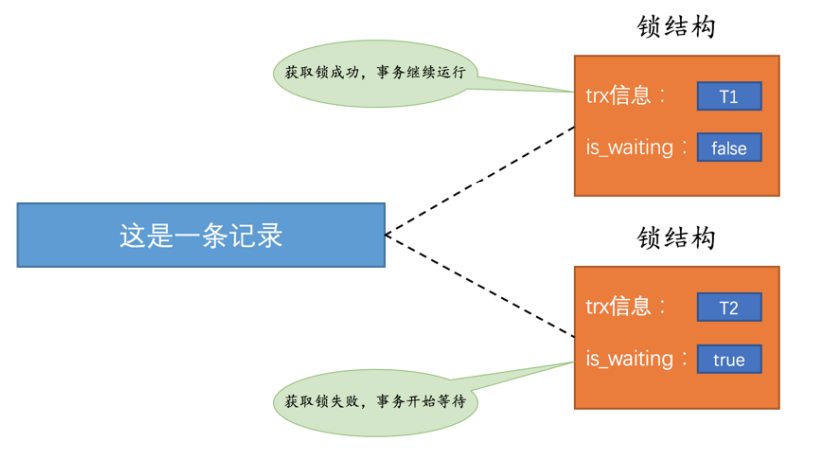 锁结构
获取锁成功，事务继续运行
trx信息：
T1
is_waiting：
false
这是一条记录
锁结构
trx信息：
T2
is_waiting：
true
获取锁失败，事务开始等待